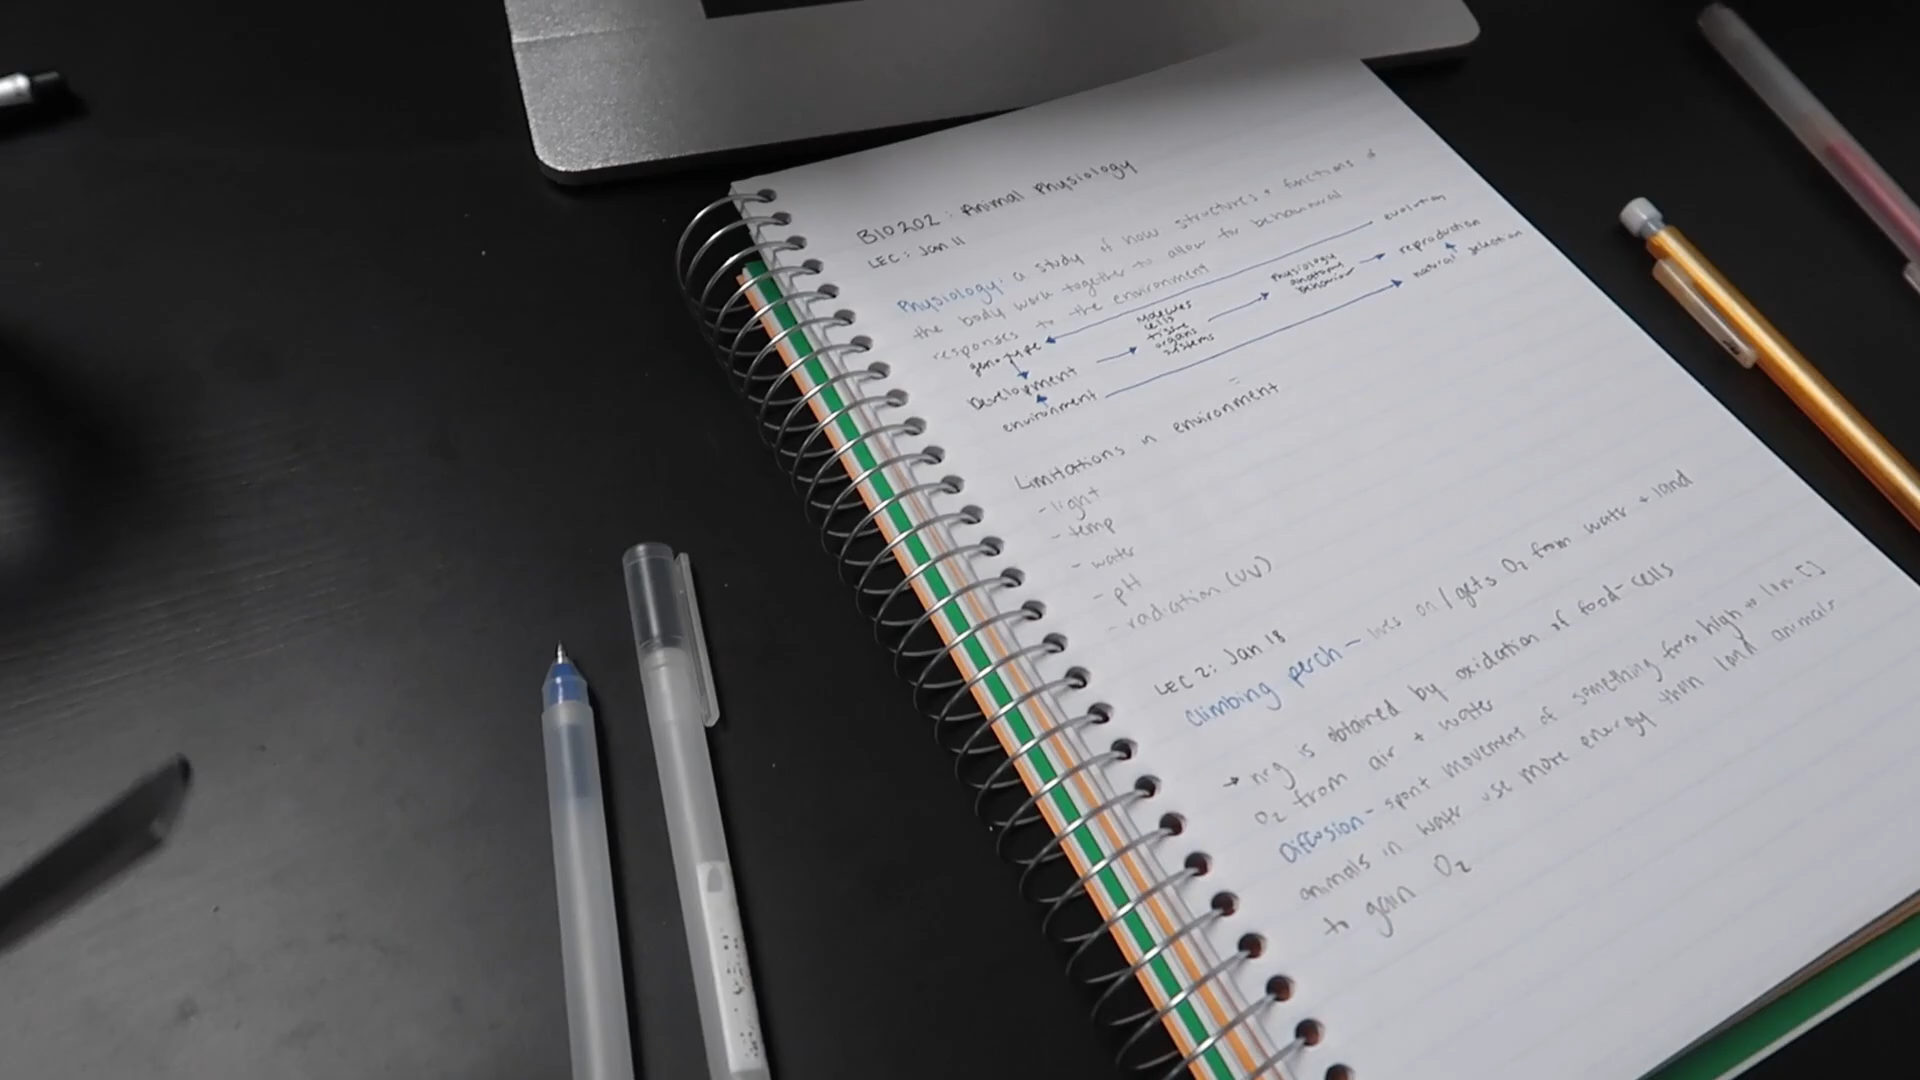 BIO202: Animal Physiology
LEC: Jan 11
Physiology: a study of how structures + functions of
the body work together to allow for behavioural
responses to the environment
evolution
genotype
Molecules
cells
tissue
organs
systems
Physiology
anatomy
behaviour
reproduction
natural selection
Development
environment
Limitations in environment
- light
- temp
- water
- pH
- radiation (UV)
LEC 2: Jan 18
Climbing perch - lives on / gets O2 from water + land
→ nrg is obtained by oxidation of food-cells
O2 from air + water
Diffusion - spont movement of something from high → low []
animals in water use more energy than land animals
to gain O2